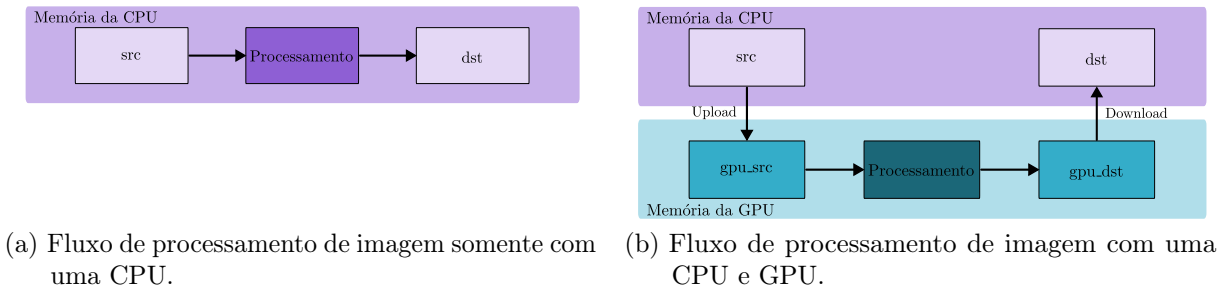 Memória da CPU
src
Processamento
dst
(a) Fluxo de processamento de imagem somente com
uma CPU.
Memória da CPU
src
dst
Upload
Download
gpu_src
Processamento
gpu_dst
Memória da GPU
(b) Fluxo de processamento de imagem com uma
CPU e GPU.